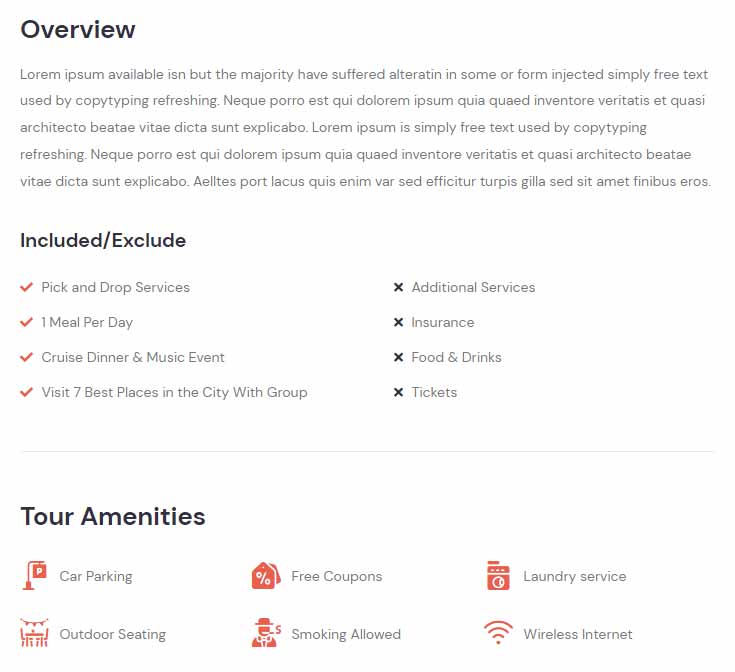 Overview
Lorem ipsum available isn but the majority have suffered alteratin in some or form injected simply free text
used by copytyping refreshing. Neque porro est qui dolorem ipsum quia quaed inventore veritatis et quasi
architecto beatae vitae dicta sunt explicabo. Lorem ipsum is simply free text used by copytyping
refreshing. Neque porro est qui dolorem ipsum quia quaed inventore veritatis et quasi architecto beatae
vitae dicta sunt explicabo. Aelltes port lacus quis enim var sed efficitur turpis gilla sed sit amet finibus eros.
Included/Exclude
Pick and Drop Services
Additional Services
1 Meal Per Day
Insurance
Cruise Dinner & Music Event
Food & Drinks
Visit 7 Best Places in the City With Group
Tickets
Tour Amenities
Car Parking
Free Coupons
Laundry service
Outdoor Seating
Smoking Allowed
Wireless Internet